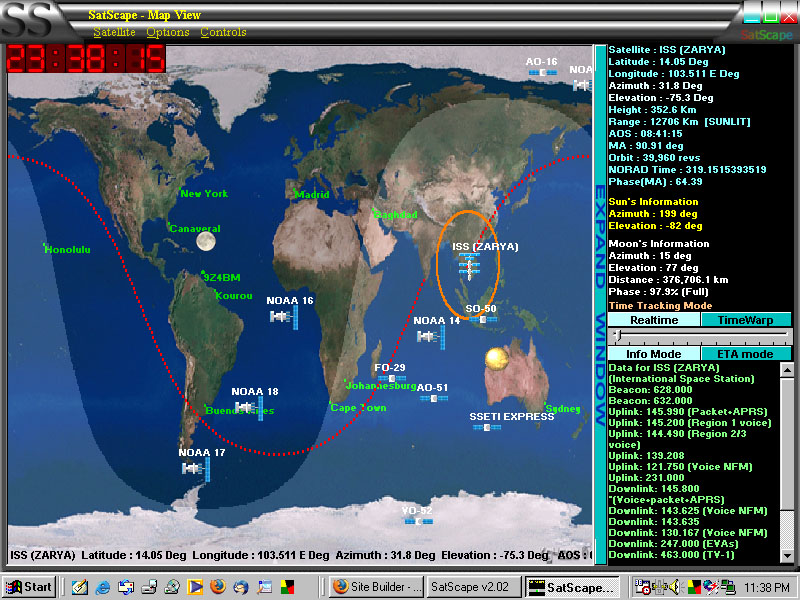 SS
SatScape - Map View
Satellite Options Controls
SatScape
23:38:15
AO-16
NOA
New York
Madrid
Baghdad
Canaveral
Honolulu
ISS (ZARYA)
9Z4BM
Kourou
NOAA 16
SO-50
NOAA 14
FO-29
Johannesburg
AO-51
NOAA 18
Buenos Aires
Cape Town
Sydney
SSETI EXPRESS
NOAA 17
VO-52
ISS (ZARYA) Latitude : 14.05 Deg Longitude : 103.511 E Deg Azimuth : 31.8 Deg Elevation : -75.3 Deg AOS : 0
EXPAND WINDOW
Satellite : ISS (ZARYA)
Latitude : 14.05 Deg
Longitude : 103.511 E Deg
Azimuth : 31.8 Deg
Elevation : -75.3 Deg
Height : 352.6 Km
Range : 12706 Km [SUNLIT]
AOS : 08:41:15
MA : 90.91 deg
Orbit : 39,960 revs
NORAD Time : 319.1515393519
Phase(MA) : 64.39
Sun's Information
Azimuth : 199 deg
Elevation : -82 deg
Moon's Information
Azimuth : 15 deg
Elevation : 77 deg
Distance : 376,706.1 km
Phase : 97.9% (Full)
Time Tracking Mode
Realtime TimeWarp
Info Mode ETA mode
Data for ISS (ZARYA)
(International Space Station)
Beacon: 628.000
Beacon: 632.000
Uplink: 145.990 (Packet+APRS)
Uplink: 145.200 (Region 1 voice)
Uplink: 144.490 (Region 2/3
voice)
Uplink: 139.208
Uplink: 121.750 (Voice NFM)
Uplink: 231.000
Downlink: 145.800
"(Voice+packet+APRS)
Downlink: 143.625 (Voice NFM)
Downlink: 143.635
Downlink: 130.167 (Voice NFM)
Downlink: 247.000 (EVAs)
Downlink: 463.000 (TV-1)
Start Site Builder - ... SatScape v2.02 SatScape... 11:38 PM